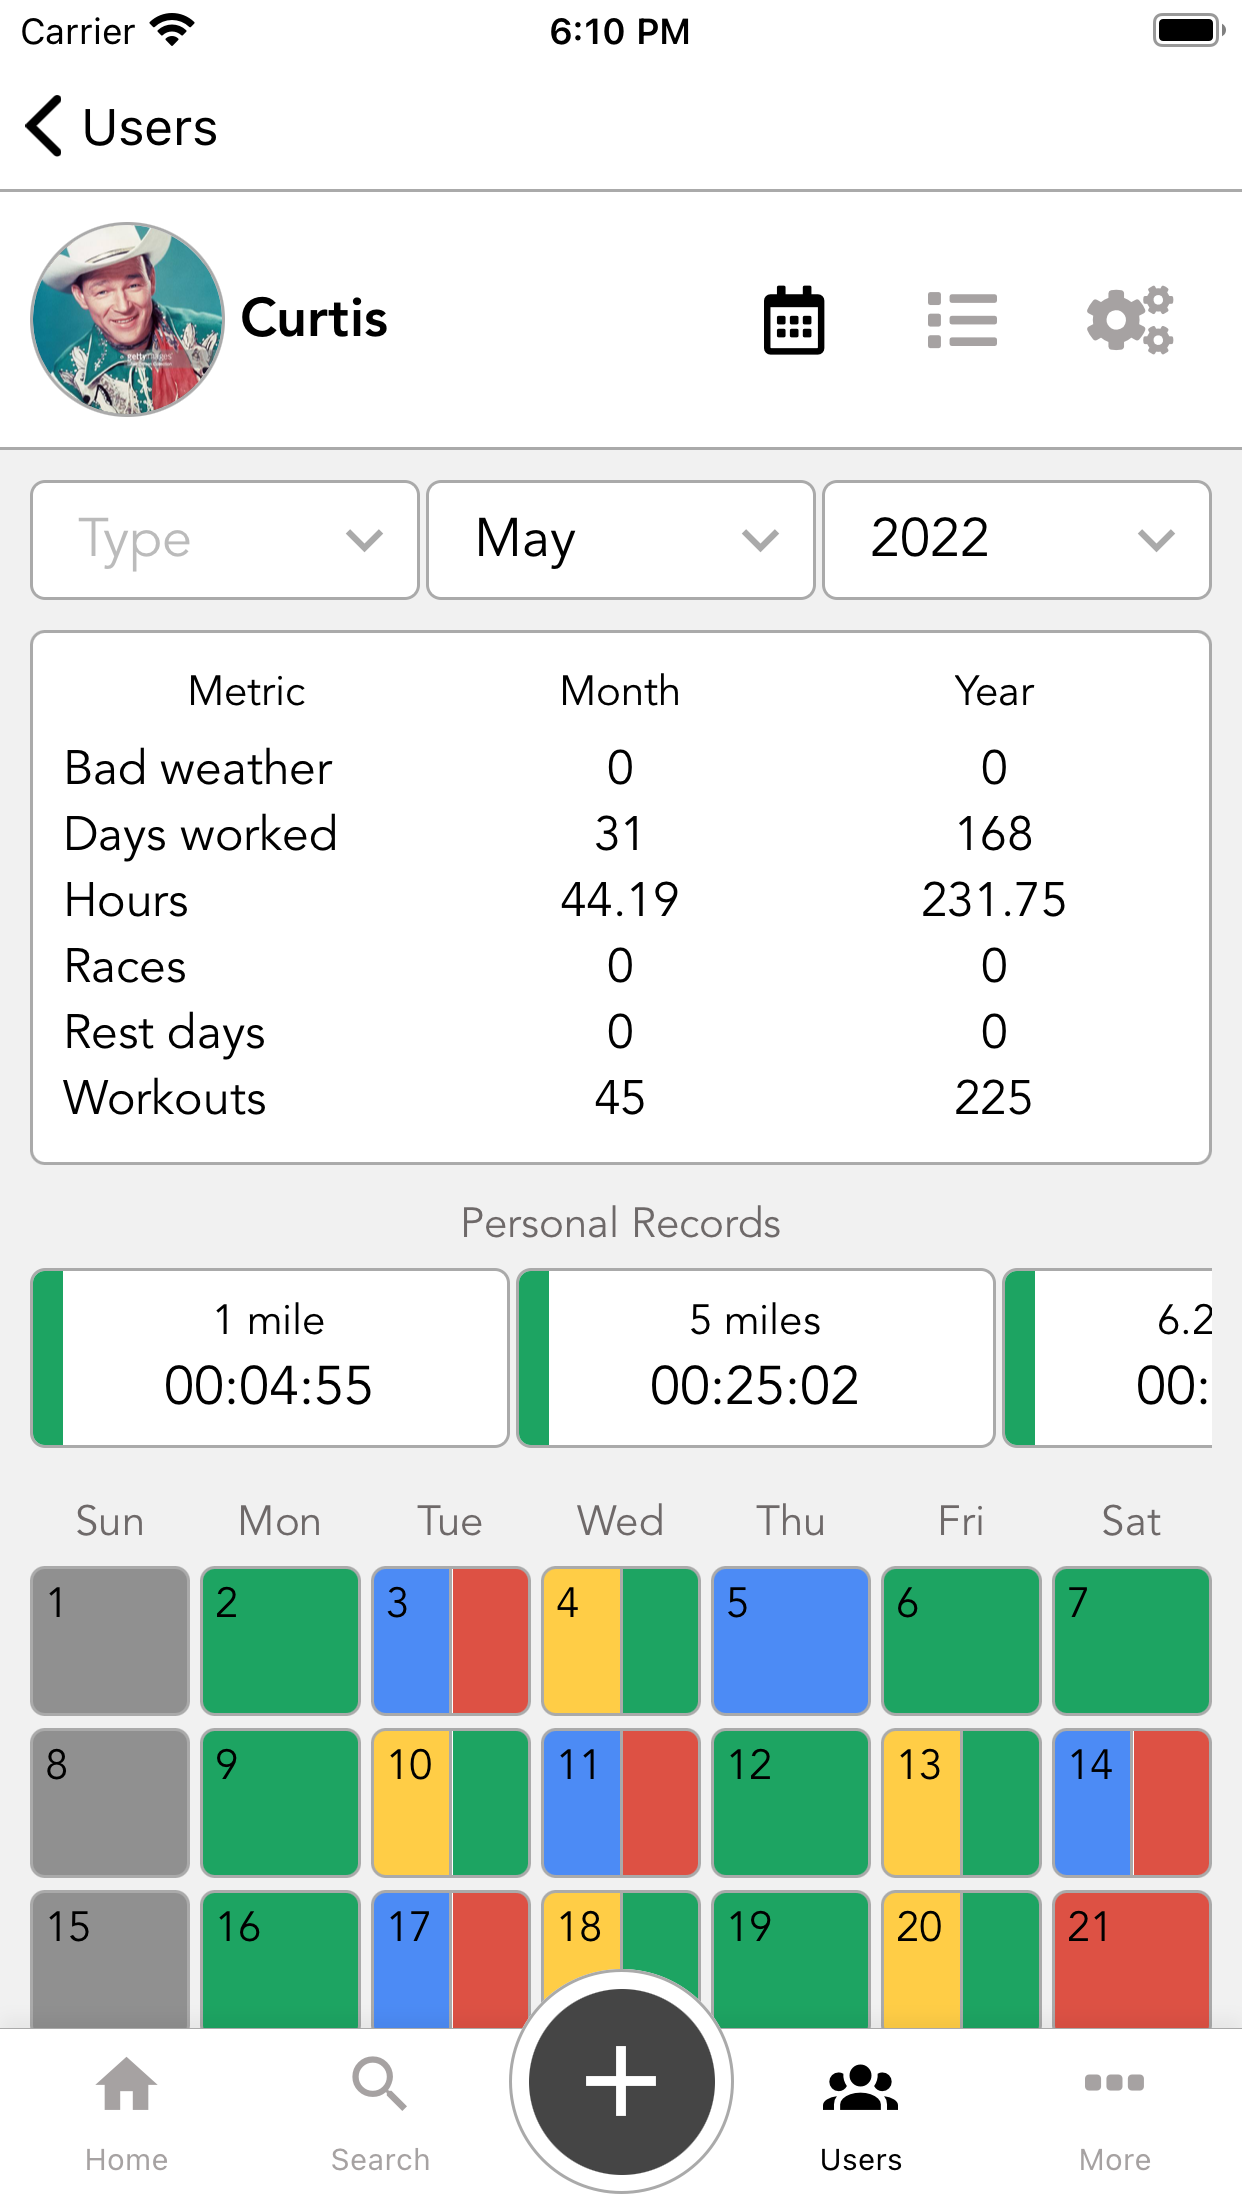 Carrier 6:10 PM
Users
gettyimages
Curtis
Type May 2022
Metric Month Year
Bad weather 0 0
Days worked 31 168
Hours 44.19 231.75
Races 0 0
Rest days 0 0
Workouts 45 225
Personal Records
1 mile 5 miles 6.2
00:04:55 00:25:02 00:
Sun Mon Tue Wed Thu Fri Sat
1 2 3 4 5 6 7
8 9 10 11 12 13 14
15 16 17 18 19 20 21
Home Search Users More